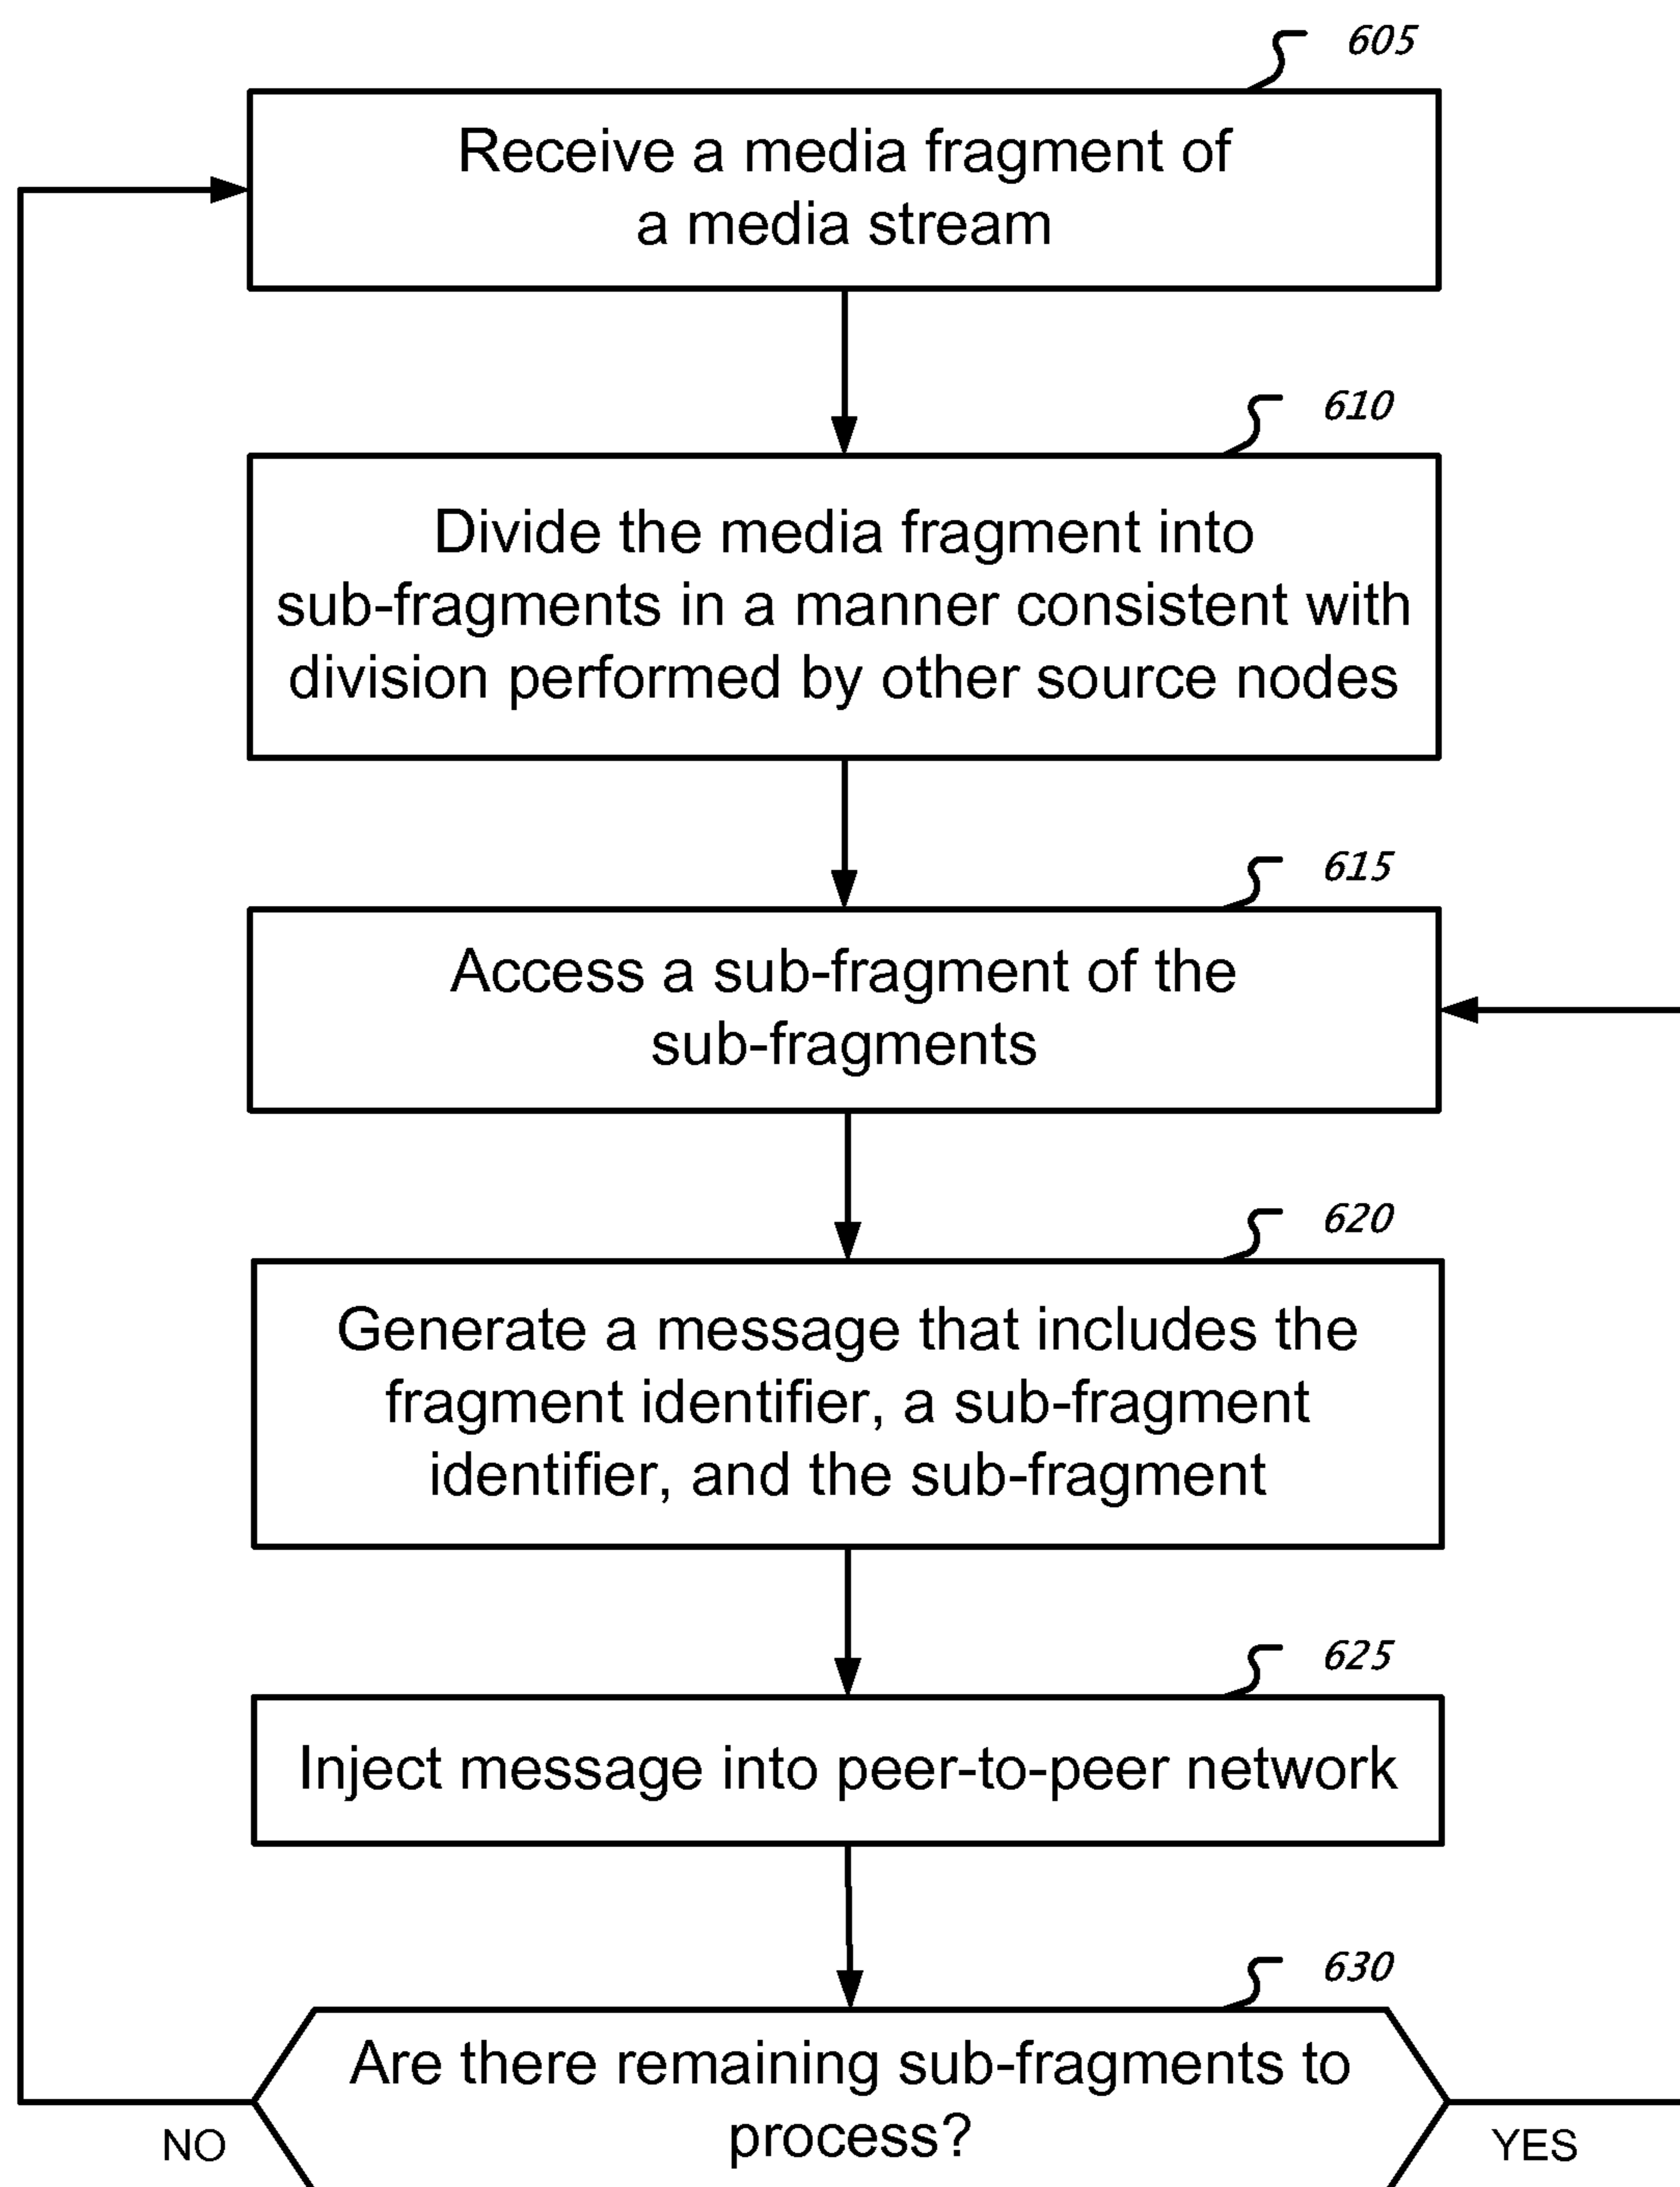 605
Receive a media fragment of
a media stream
610
Divide the media fragment into
sub-fragments in a manner consistent with
division performed by other source nodes
615
Access a sub-fragment of the
sub-fragments
620
Generate a message that includes the
fragment identifier, a sub-fragment
identifier, and the sub-fragment
625
Inject message into peer-to-peer network
630
Are there remaining sub-fragments to
process?
NO
YES